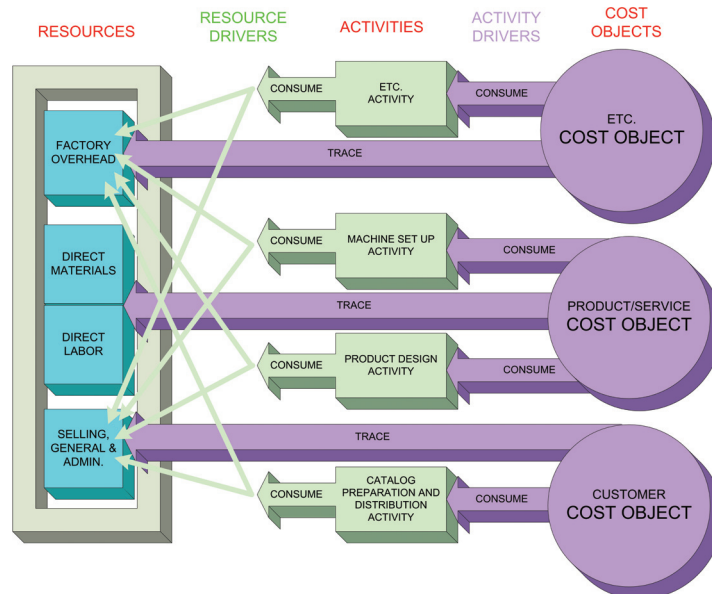 RESOURCES
RESOURCE
DRIVERS
ACTIVITIES
ACTIVITY
DRIVERS
COST
OBJECTS
FACTORY
OVERHEAD
DIRECT
MATERIALS
DIRECT
LABOR
SELLING,
GENERAL &
ADMIN.
CONSUME
ETC.
ACTIVITY
CONSUME
ETC.
COST OBJECT
TRACE
CONSUME
MACHINE SET UP
ACTIVITY
CONSUME
TRACE
PRODUCT/SERVICE
COST OBJECT
CONSUME
PRODUCT DESIGN
ACTIVITY
CONSUME
TRACE
CONSUME
CATALOG
PREPARATION AND
DISTRIBUTION
ACTIVITY
CONSUME
CUSTOMER
COST OBJECT